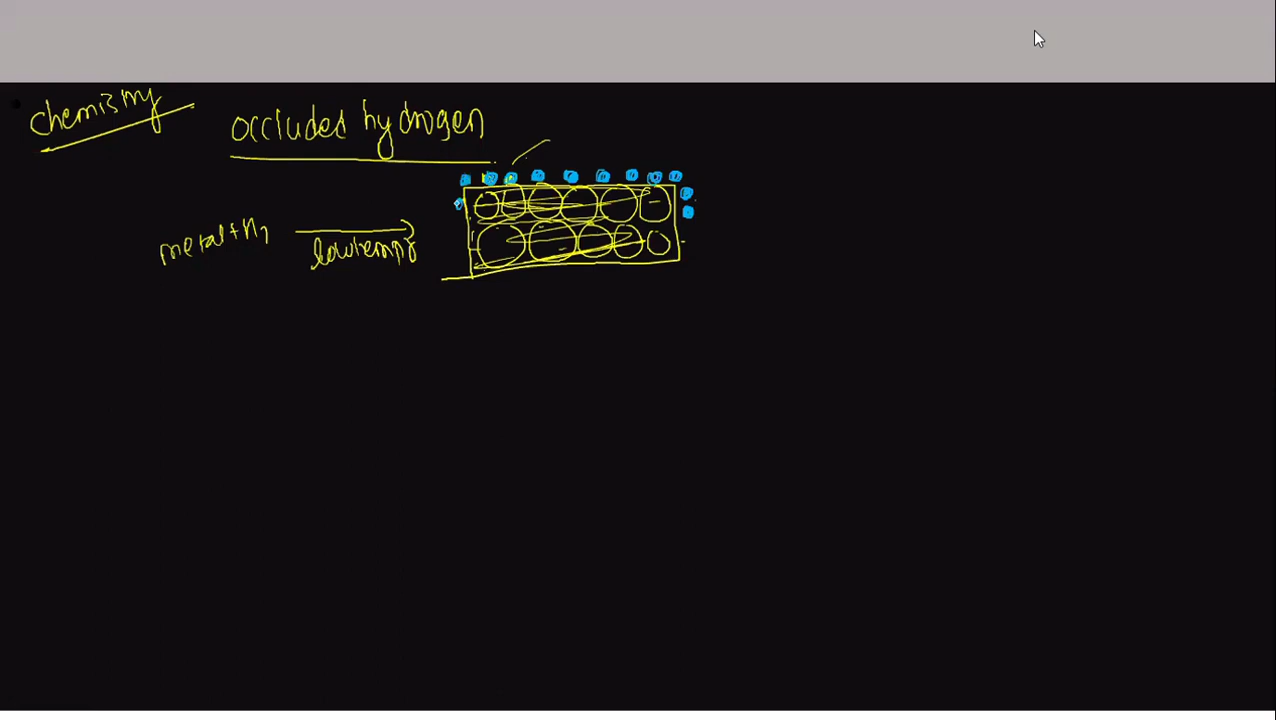 chemistry
occluded hydrogen
metal + H2
low temp